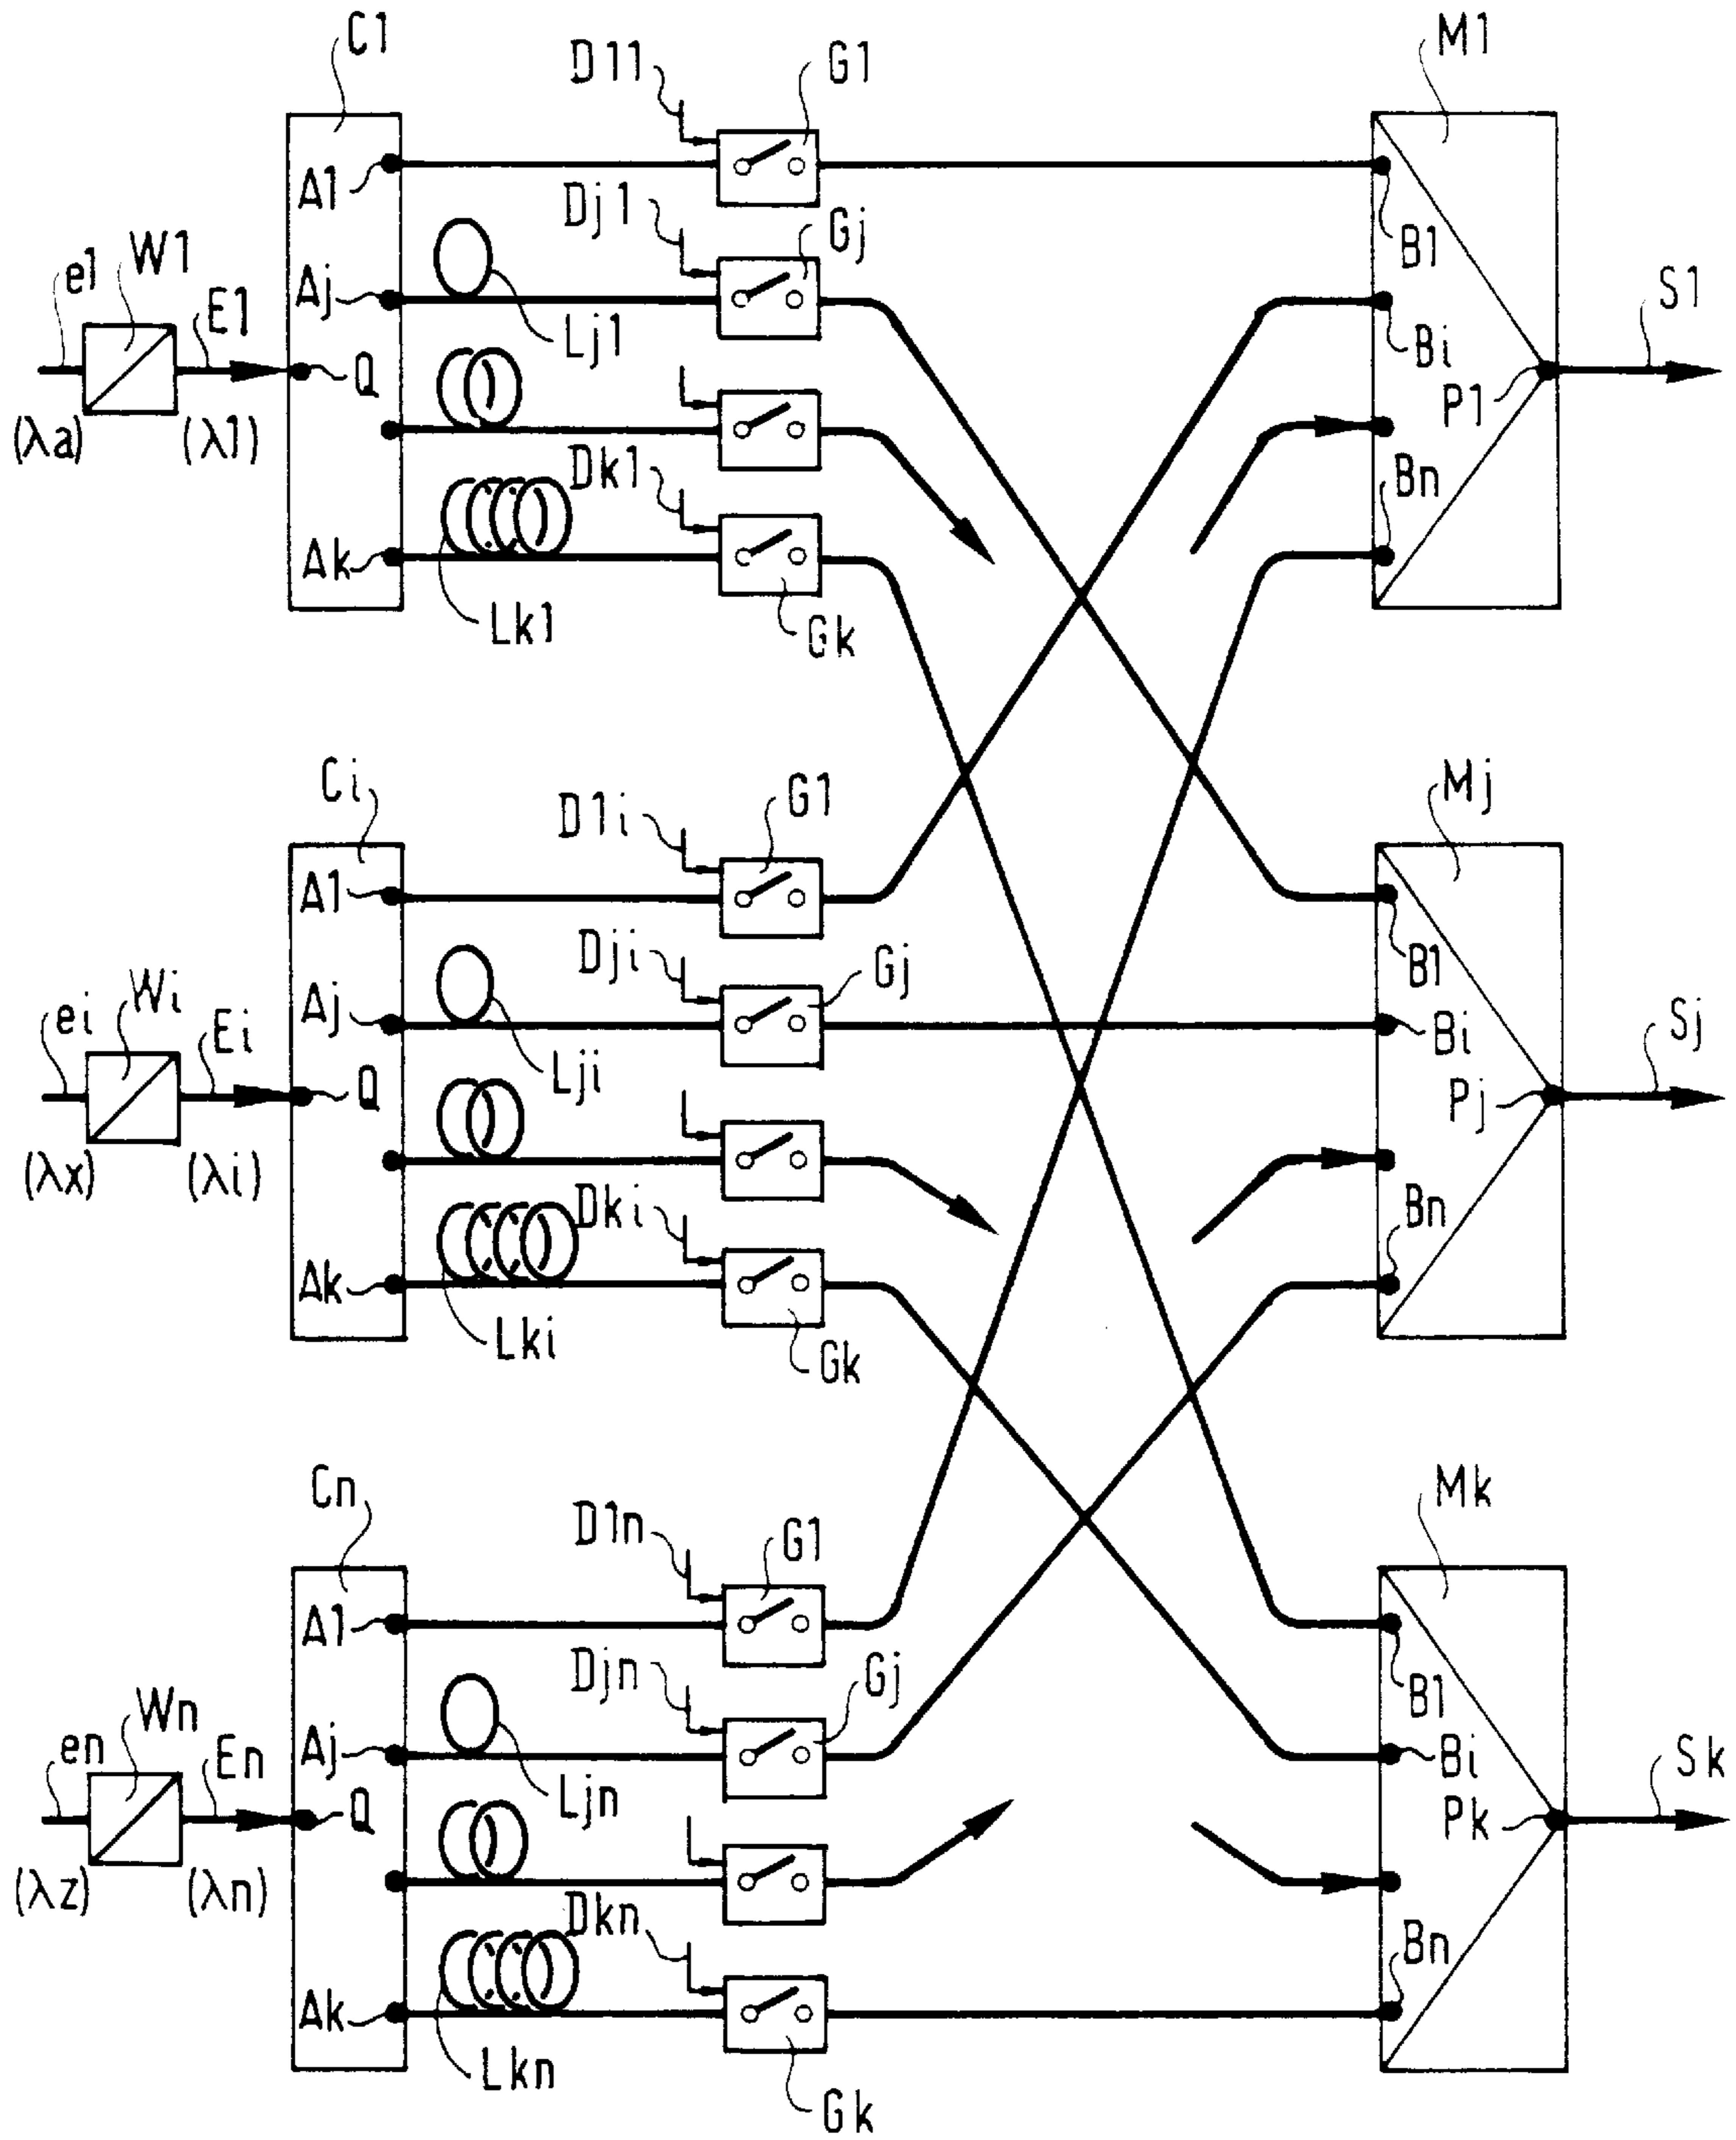 C1
D11
G1
M1
A1
Dj1
Gj
B1
e1
W1
E1
Aj
Lj1
S1
Bi
Q
P1
(λa)
(λ1)
Dk1
Bn
Ak
Lk1
Gk
Ci
D1i
G1
Mj
A1
Dji
Gj
B1
ei
Wi
Ei
Aj
Lji
Bi
Sj
Q
Pj
(λx)
(λi)
Dki
Bn
Ak
Lki
Gk
Cn
D1n
G1
Mk
A1
Djn
Gj
B1
en
Wn
En
Aj
Ljn
Bi
Sk
Q
Pk
(λz)
(λn)
Dkn
Bn
Ak
Lkn
Gk